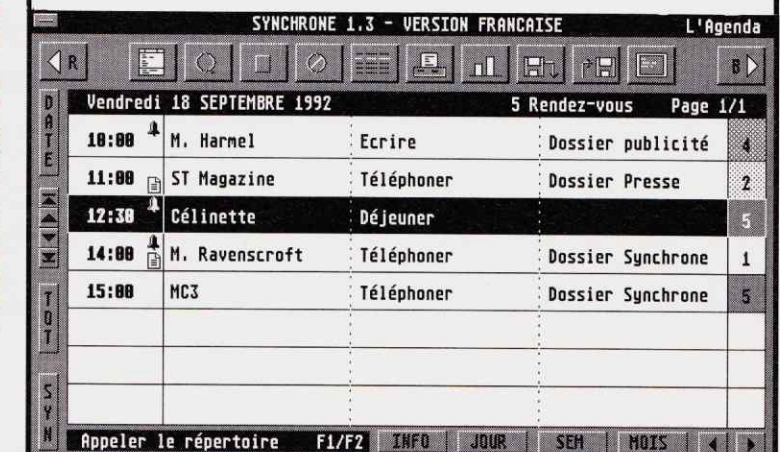 SYNCHRONE 1.3 - VERSION FRANCAISE L'Agenda
R B
DATE
Vendredi 18 SEPTEMBRE 1992 5 Rendez-vous Page 1/1
10:00 M. Harmel Ecrire Dossier publicité 4
11:00 ST Magazine Téléphoner Dossier Presse 2
12:30 Célinette Déjeuner 5
14:00 M. Ravenscroft Téléphoner Dossier Synchrone 1
15:00 MC3 Téléphoner Dossier Synchrone 5
TOT
SYN
Appeler le répertoire F1/F2 INFO JOUR SEM MOIS